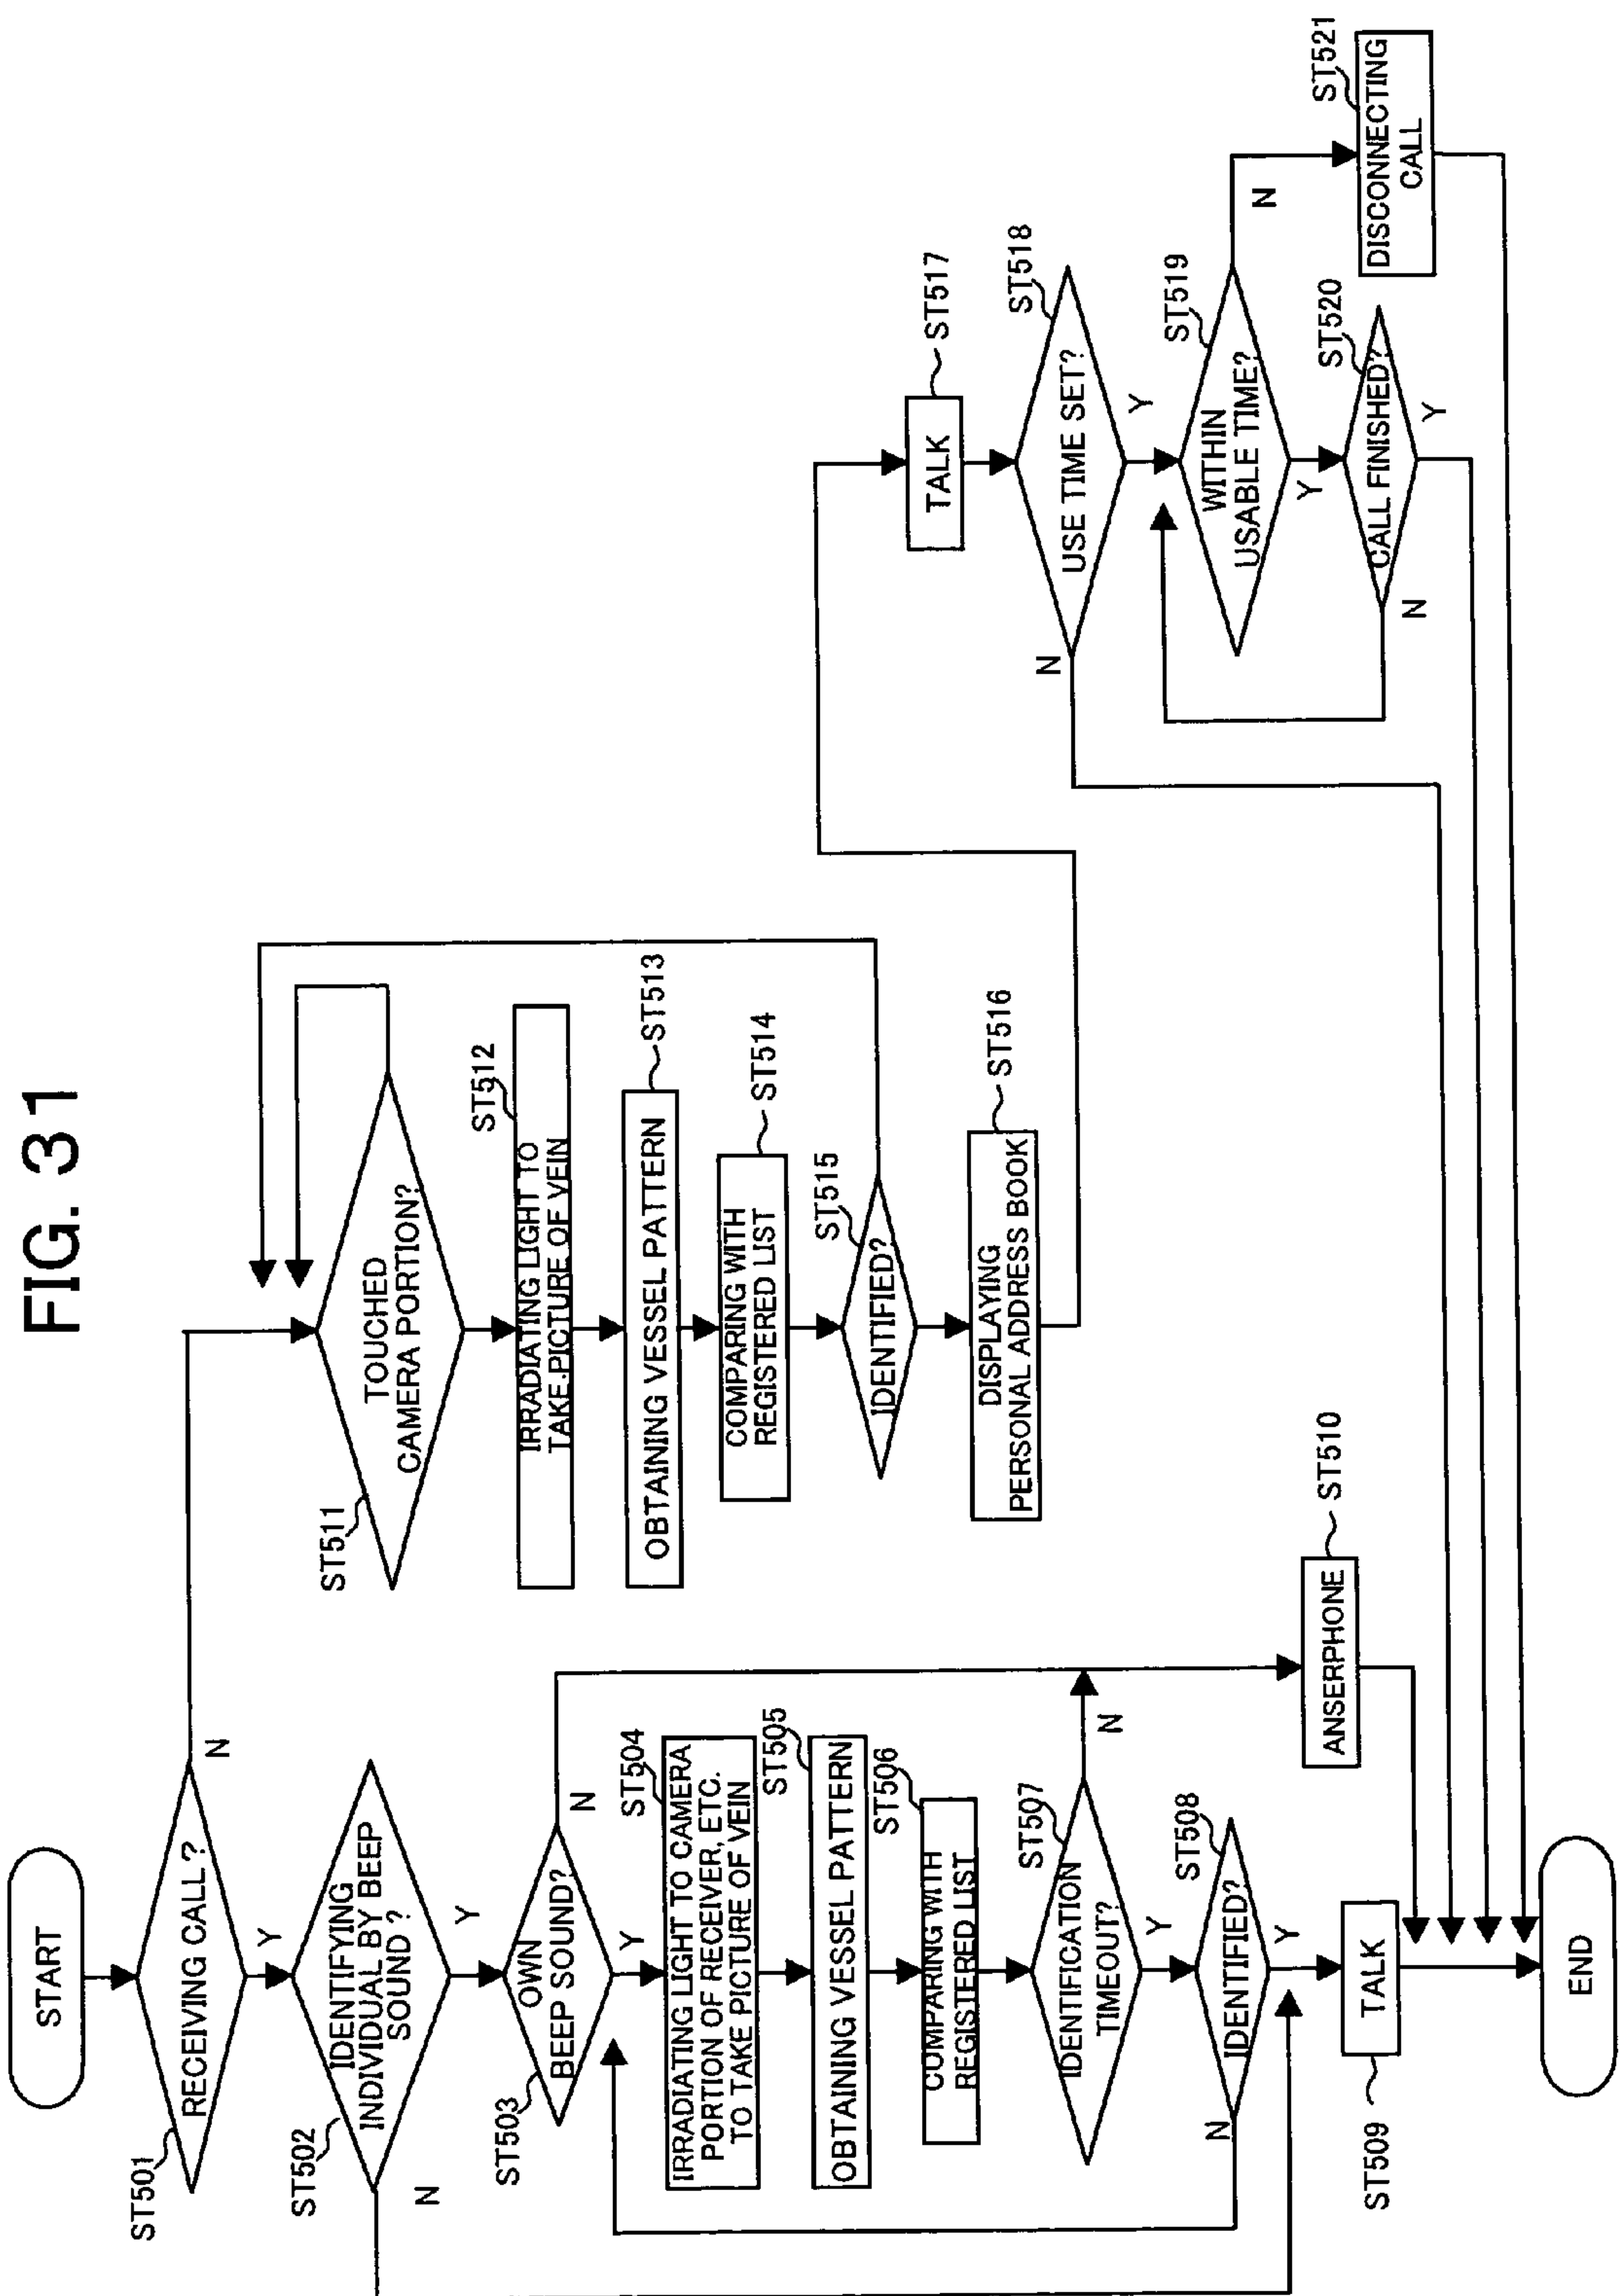 FIG. 31
START
ST501
RECEIVING CALL?
N
Y
ST502
IDENTIFYING
INDIVIDUAL BY BEEP
SOUND ?
N
Y
ST503
OWN
BEEP SOUND?
N
Y
ST504
IRRADIATING LIGHT TO CAMERA
PORTION OF RECEIVER, ETC.
TO TAKE PICTURE OF VEIN
ST505
OBTAINING VESSEL PATTERN
ST506
COMPARING WITH
REGISTERED LIST
ST507
IDENTIFICATION
TIMEOUT?
N
Y
ST508
IDENTIFIED?
N
Y
TALK
ST509
ANSERPHONE
ST510
END
ST511
TOUCHED
CAMERA PORTION?
ST512
IRRADIATING LIGHT TO
TAKE.PICTURE OF VEIN
ST513
OBTAINING VESSEL PATTERN
ST514
COMPARING WITH
REGISTERED LIST
ST515
IDENTIFIED?
ST516
DISPLAYING
PERSONAL ADDRESS BOOK
ST517
TALK
ST518
USE TIME SET?
N
Y
ST519
WITHIN
USABLE TIME?
N
Y
ST520
CALL FINISHED?
N
Y
ST521
DISCONNECTING
CALL